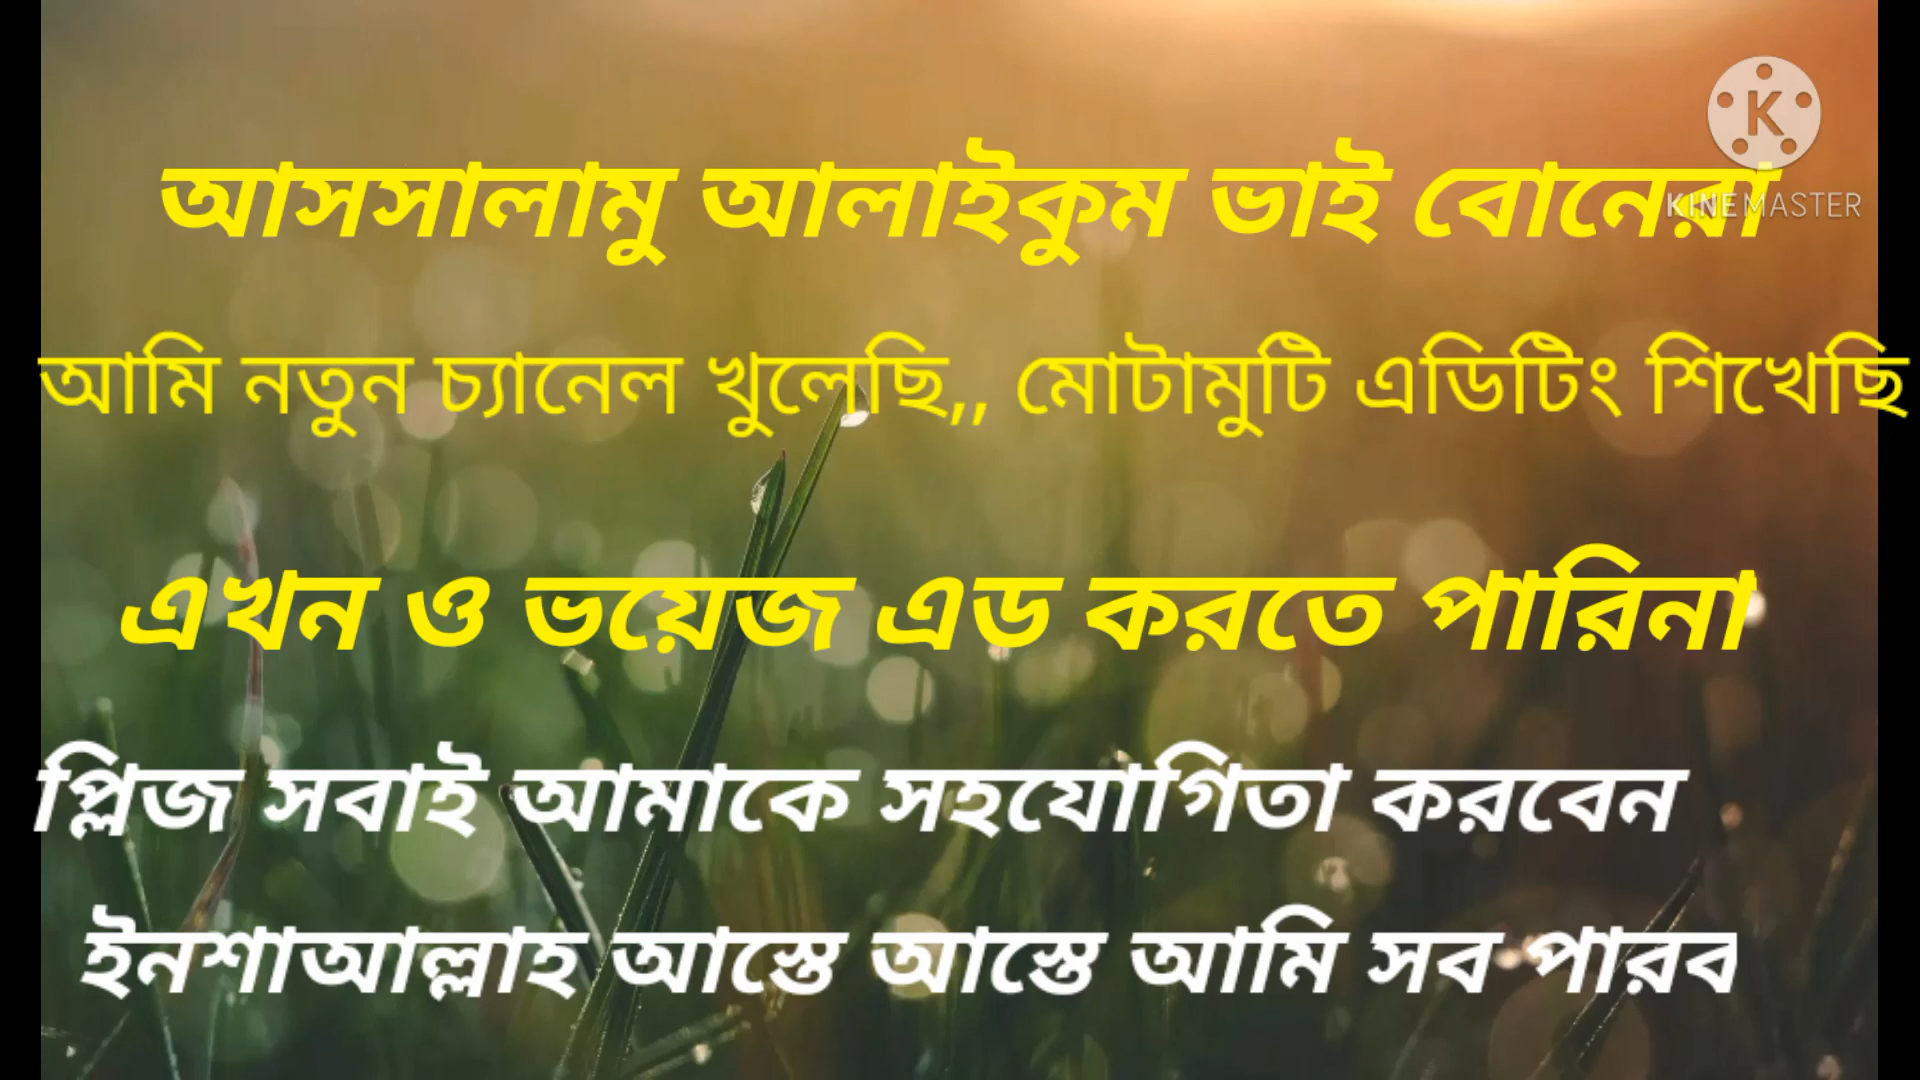 আসসালামু আলাইকুম ভাই বোনেরা
KINEMASTER
আমি নতুন চ্যানেল খুলেছি,, মোটামুটি এডিটিং শিখেছি
এখন ও ভয়েজ এড করতে পারিনা
প্লিজ সবাই আমাকে সহযোগিতা করবেন
ইনশাআল্লাহ আস্তে আস্তে আমি সব পারব